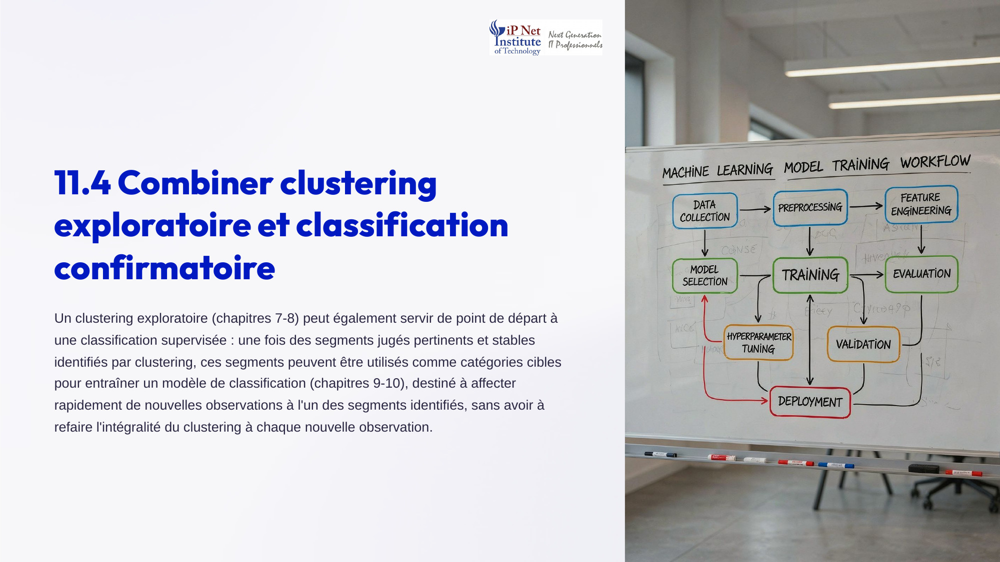 iP Net
Institute
of Technology
Next Generation
IT Professionnels
11.4 Combiner clustering
exploratoire et classification
confirmatoire
Un clustering exploratoire (chapitres 7-8) peut également servir de point de départ à
une classification supervisée : une fois des segments jugés pertinents et stables
identifiés par clustering, ces segments peuvent être utilisés comme catégories cibles
pour entraîner un modèle de classification (chapitres 9-10), destiné à affecter
rapidement de nouvelles observations à l'un des segments identifiés, sans avoir à
refaire l'intégralité du clustering à chaque nouvelle observation.
MACHINE LEARNING MODEL TRAINING WORKFLOW
DATA
COLLECTION
PREPROCESSING
FEATURE
ENGINEERING
MODEL
SELECTION
TRAINING
EVALUATION
HYPERPARAMETER
TUNING
VALIDATION
DEPLOYMENT